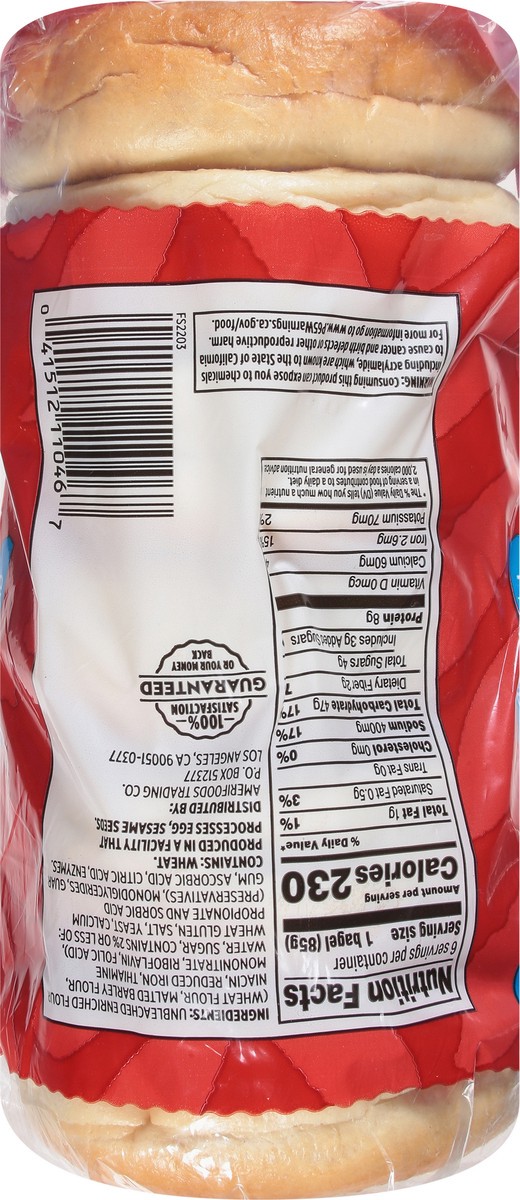 Nutrition Facts
6 servings per container
Serving size 1 bagel (85g)
Amount per serving
Calories 230
% Daily Value*
Total Fat 1g 1%
Saturated Fat 0.5g 3%
Trans Fat 0g
Cholesterol 0mg 0%
Sodium 400mg 17%
Total Carbohydrate 47g 17%
Dietary Fiber 2g 7
Total Sugars 4g
Includes 3g Added Sugars
Protein 8g
Vitamin D 0mcg
Calcium 60mg
Iron 2.6mg 15%
Potassium 70mg 2%
* The % Daily Value (DV) tells you how much a nutrient
in a serving of food contributes to a daily diet.
2,000 calories a day is used for general nutrition advice.
WARNING: Consuming this product can expose you to chemicals
including acrylamide, which are known to the State of California
to cause cancer and birth defects or other reproductive harm.
For more information go to www.P65Warnings.ca.gov/food.
INGREDIENTS: UNBLEACHED ENRICHED FLOUR
(WHEAT FLOUR, MALTED BARLEY FLOUR,
NIACIN, REDUCED IRON, THIAMINE
MONONITRATE, RIBOFLAVIN, FOLIC ACID),
WATER, SUGAR, CONTAINS 2% OR LESS OF:
WHEAT GLUTEN, SALT, YEAST, CALCIUM
PROPIONATE AND SORBIC ACID
(PRESERVATIVES), MONOGLYCERIDES, GUAR
GUM, ASCORBIC ACID, CITRIC ACID, ENZYMES.
CONTAINS: WHEAT.
PRODUCED IN A FACILITY THAT
PROCESSES EGG, SESAME SEEDS.
DISTRIBUTED BY:
AMERIFOODS TRADING CO.
P.O. BOX 512377
LOS ANGELES, CA 90051-0377
100%
SATISFACTION
GUARANTEED
OR YOUR MONEY
BACK
FS2203
0 41512 11046 7